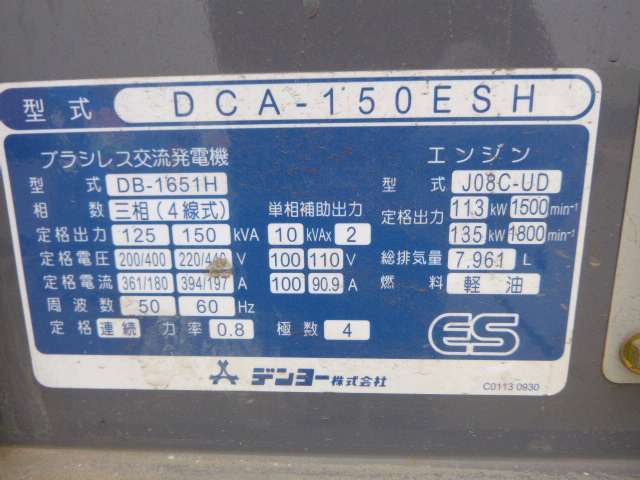 型式 DCA-150ESH
ブラシレス交流発電機
型式 DB-1651H
相数 三相(4線式)
定格出力 125 150 kVA
定格電圧 200/400 220/440 V
定格電流 361/180 394/197 A
周波数 50 60 Hz
定格 連続 力率 0.8 極数 4
単相補助出力
10 kVAx 2
100 110 V
100 90.9 A
エンジン
型式 J08C-UD
定格出力 113 kW 1500 min-1
135 kW 1800 min-1
総排気量 7.961 L
燃料 軽油
ES
デンヨー株式会社
C0113 0930